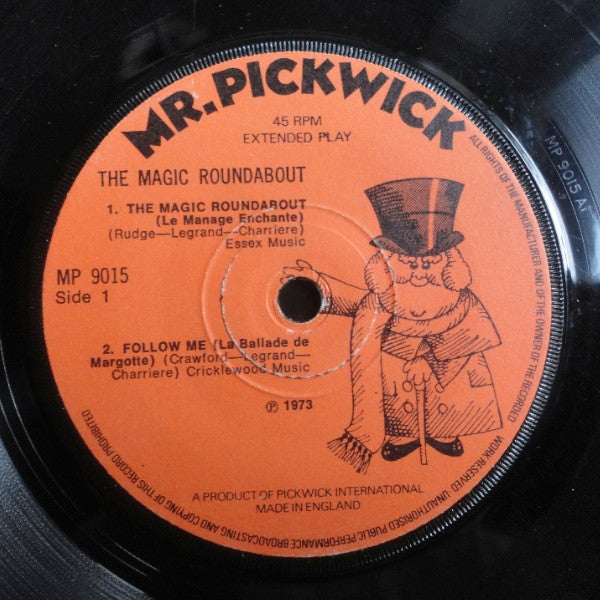 MR. PICKWICK
45 RPM
EXTENDED PLAY
THE MAGIC ROUNDABOUT
1. THE MAGIC ROUNDABOUT
(Le Manage Enchante)
(Rudge—Legrand—Charriere)
Essex Music
MP 9015
Side 1
2. FOLLOW ME (La Ballade de
Margotte) (Crawford—Legrand—
Charriere) Cricklewood Music
℗ 1973
A PRODUCT OF PICKWICK INTERNATIONAL
MADE IN ENGLAND
ALL RIGHTS OF THE MANUFACTURER AND OF THE OWNER OF THE RECORDED WORK RESERVED UNAUTHORISED PUBLIC PERFORMANCE BROADCASTING AND COPYING OF THIS RECORD PROHIBITED
MP 9015 A1